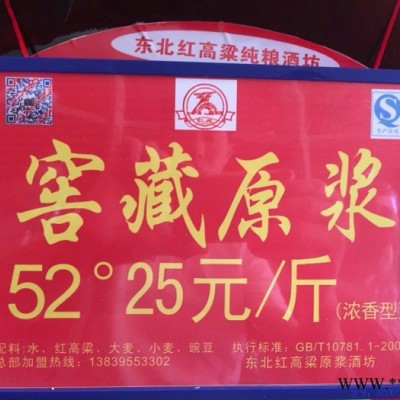 东北红高粱纯粮酒坊
窖藏原浆
52°25元/斤(浓香型
配料:水、红高粱、大麦、小麦、豌豆 执行标准:GB/T10781.1-200
总部加盟热线:13839553302 东北红高粱原浆酒坊
www.